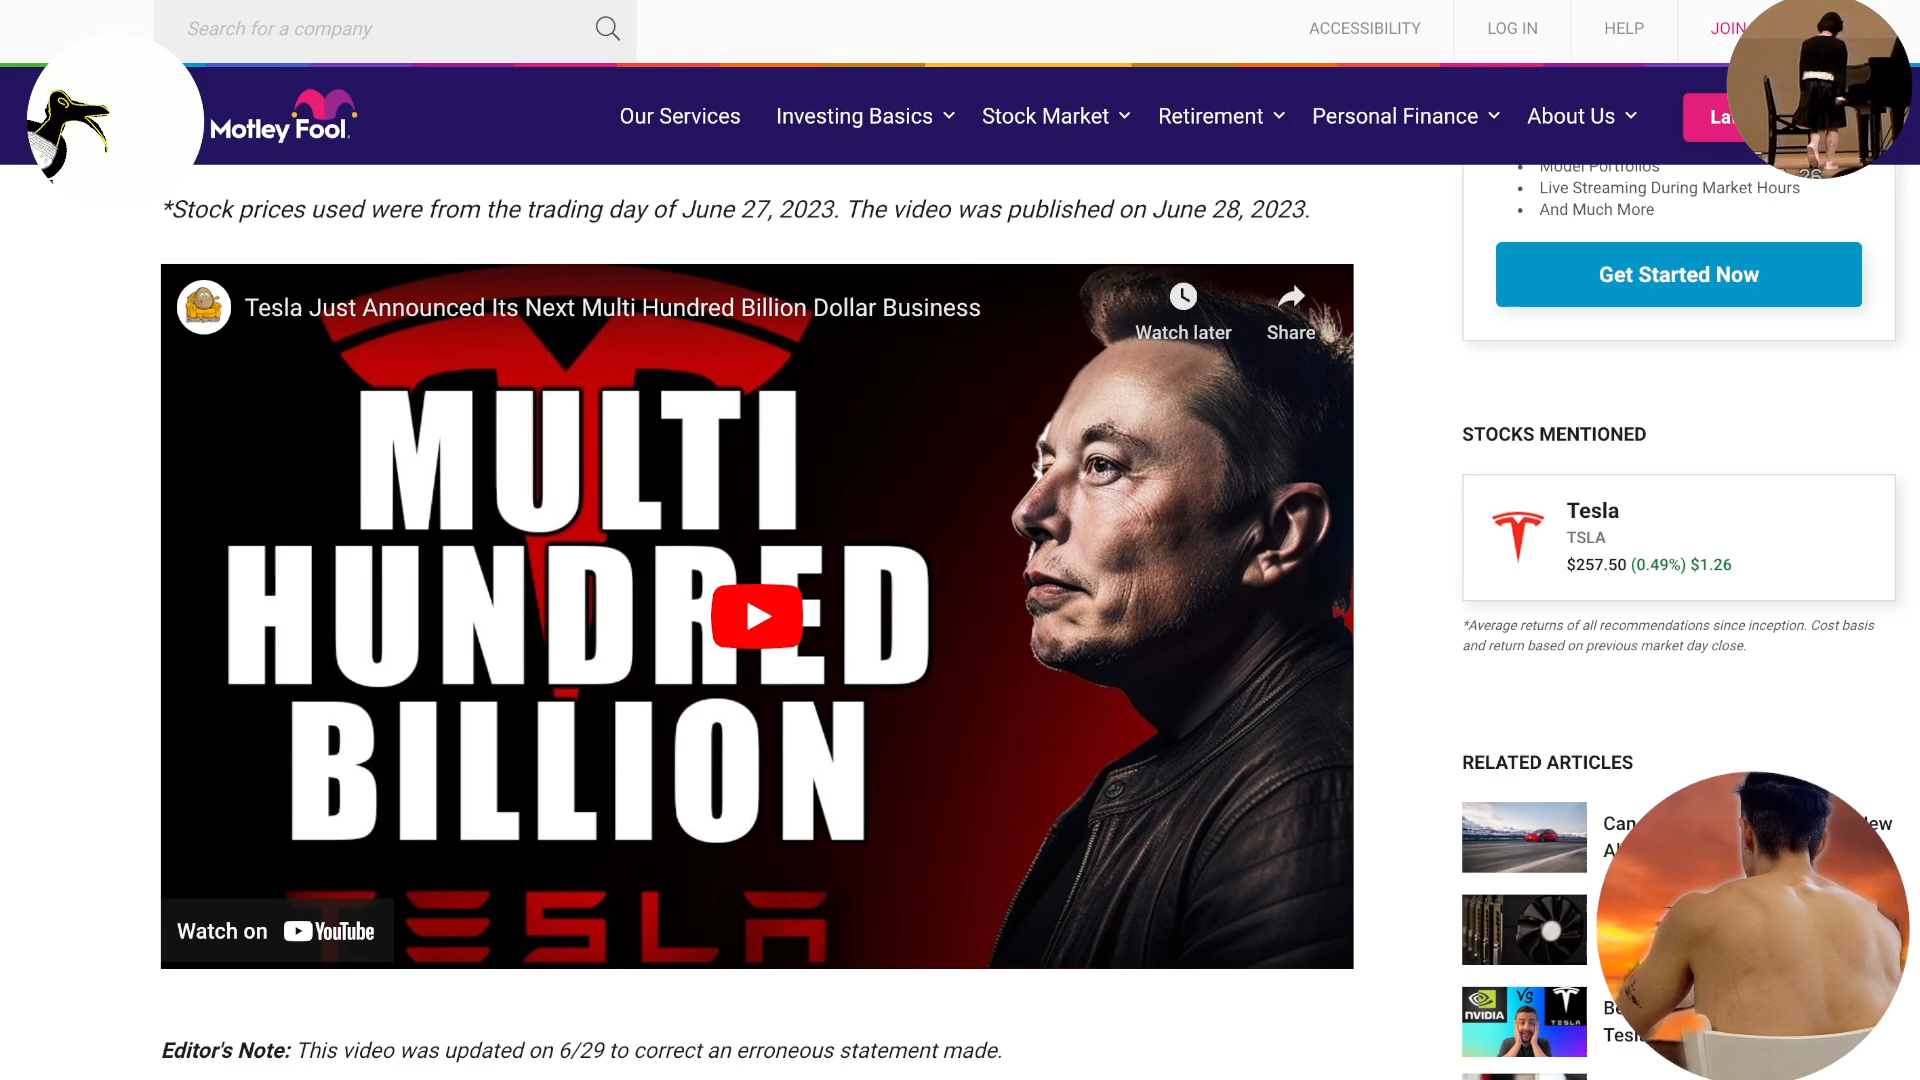 Search for a company
ACCESSIBILITY
LOG IN
HELP
JOIN
Motley Fool
Our Services
Investing Basics
Stock Market
Retirement
Personal Finance
About Us
Model Portfolios
Live Streaming During Market Hours
And Much More
*Stock prices used were from the trading day of June 27, 2023. The video was published on June 28, 2023.
Get Started Now
Tesla Just Announced Its Next Multi Hundred Billion Dollar Business
Watch later
Share
MULTI
HUNDRED
BILLION
TESLA
Watch on YouTube
STOCKS MENTIONED
Tesla
TSLA
$257.50 (0.49%) $1.26
*Average returns of all recommendations since inception. Cost basis
and return based on previous market day close.
RELATED ARTICLES
Can
NVIDIA
VS
TESLA
Editor's Note: This video was updated on 6/29 to correct an erroneous statement made.